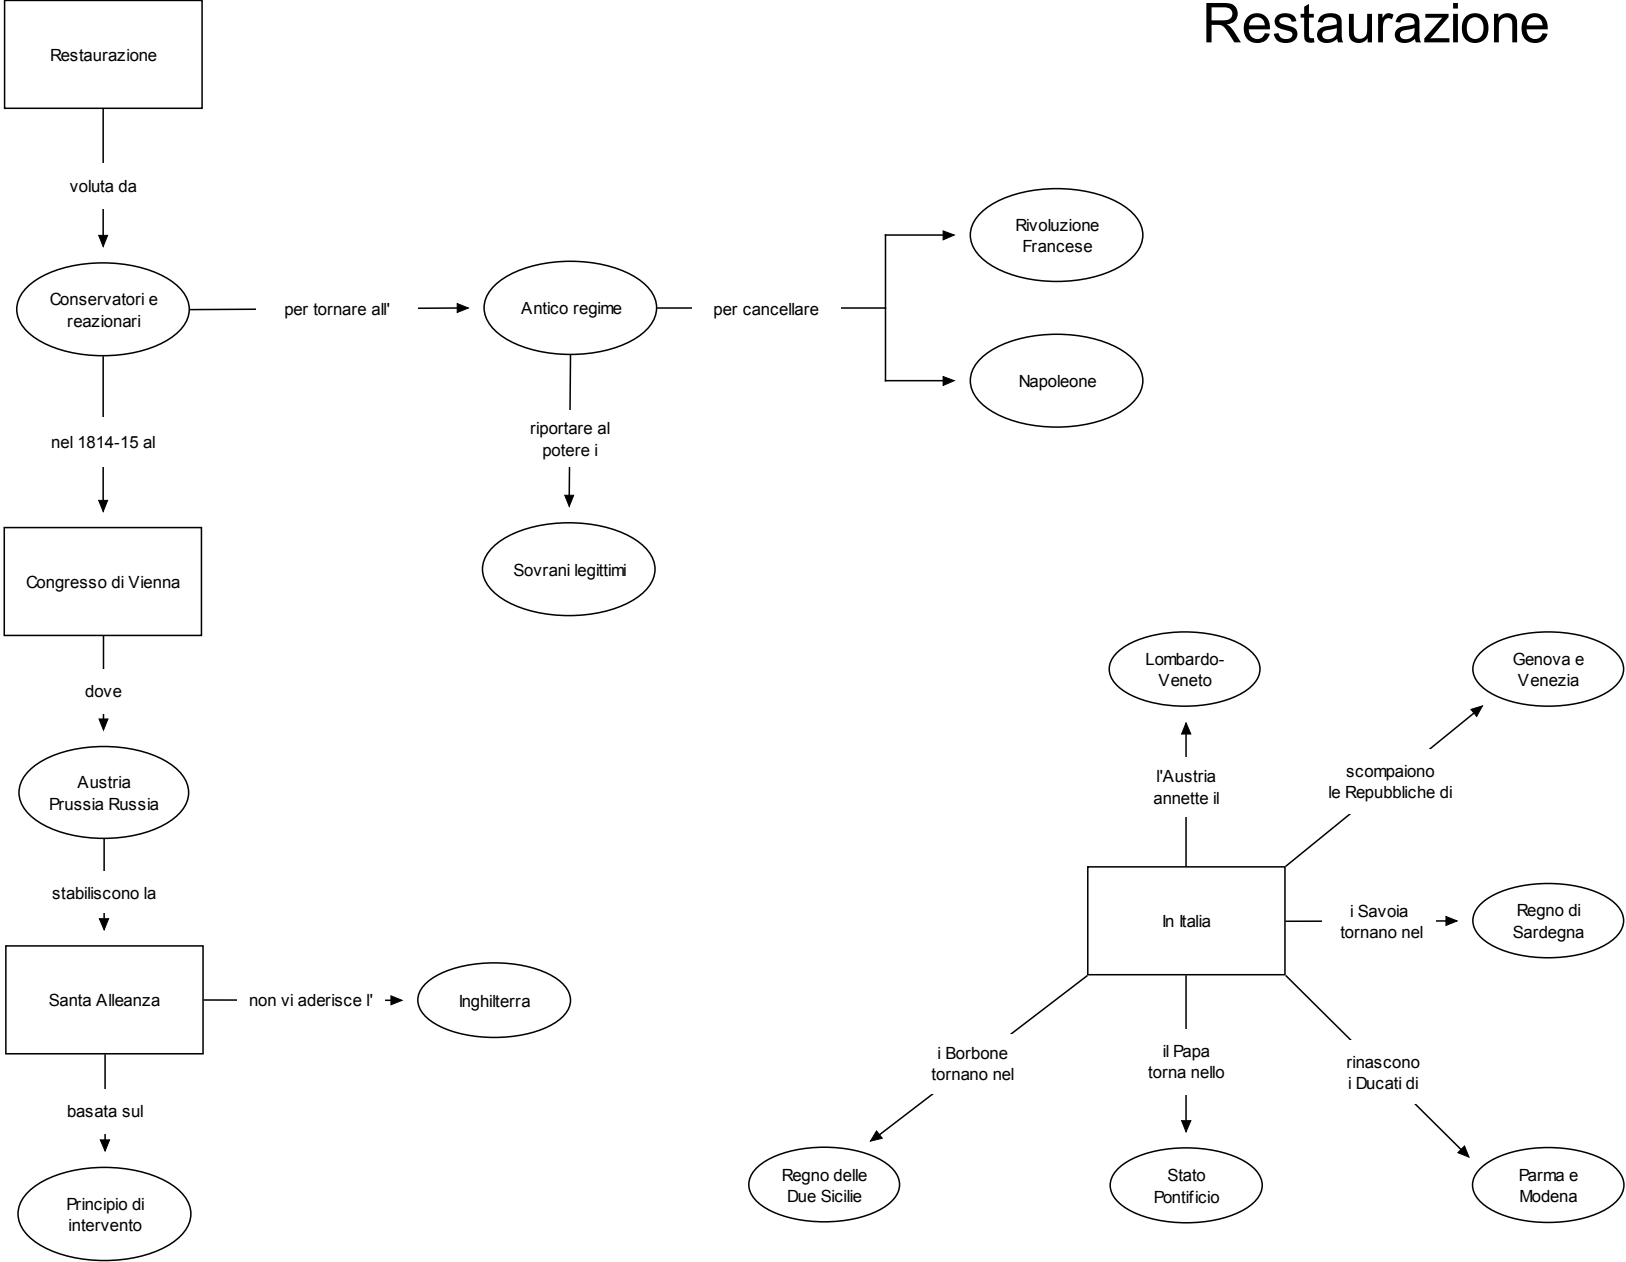 Restaurazione
Restaurazione
voluta da
Conservatori e
reazionari
per tornare all'
Antico regime
per cancellare
Rivoluzione
Francese
Napoleone
riportare al
potere i
Sovrani legittimi
nel 1814-15 al
Congresso di Vienna
dove
Austria
Prussia Russia
stabiliscono la
Santa Alleanza
non vi aderisce l'
Inghilterra
basata sul
Principio di
intervento
Lombardo-
Veneto
Genova e
Venezia
l'Austria
annette il
scompaiono
le Repubbliche di
In Italia
i Savoia
tornano nel
Regno di
Sardegna
i Borbone
tornano nel
il Papa
torna nello
rinascono
i Ducati di
Regno delle
Due Sicilie
Stato
Pontificio
Parma e
Modena